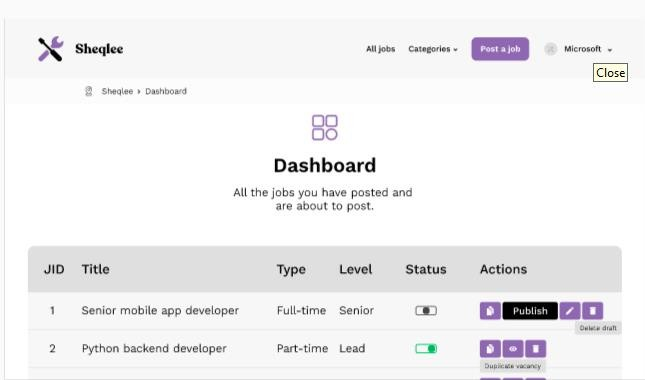 Sheqlee
All jobs Categories Post a job Microsoft
Close
Sheqlee › Dashboard
Dashboard
All the jobs you have posted and
are about to post.
JID Title Type Level Status Actions
1 Senior mobile app developer Full-time Senior Publish
Delete draft
2 Python backend developer Part-time Lead
Duplicate vacancy